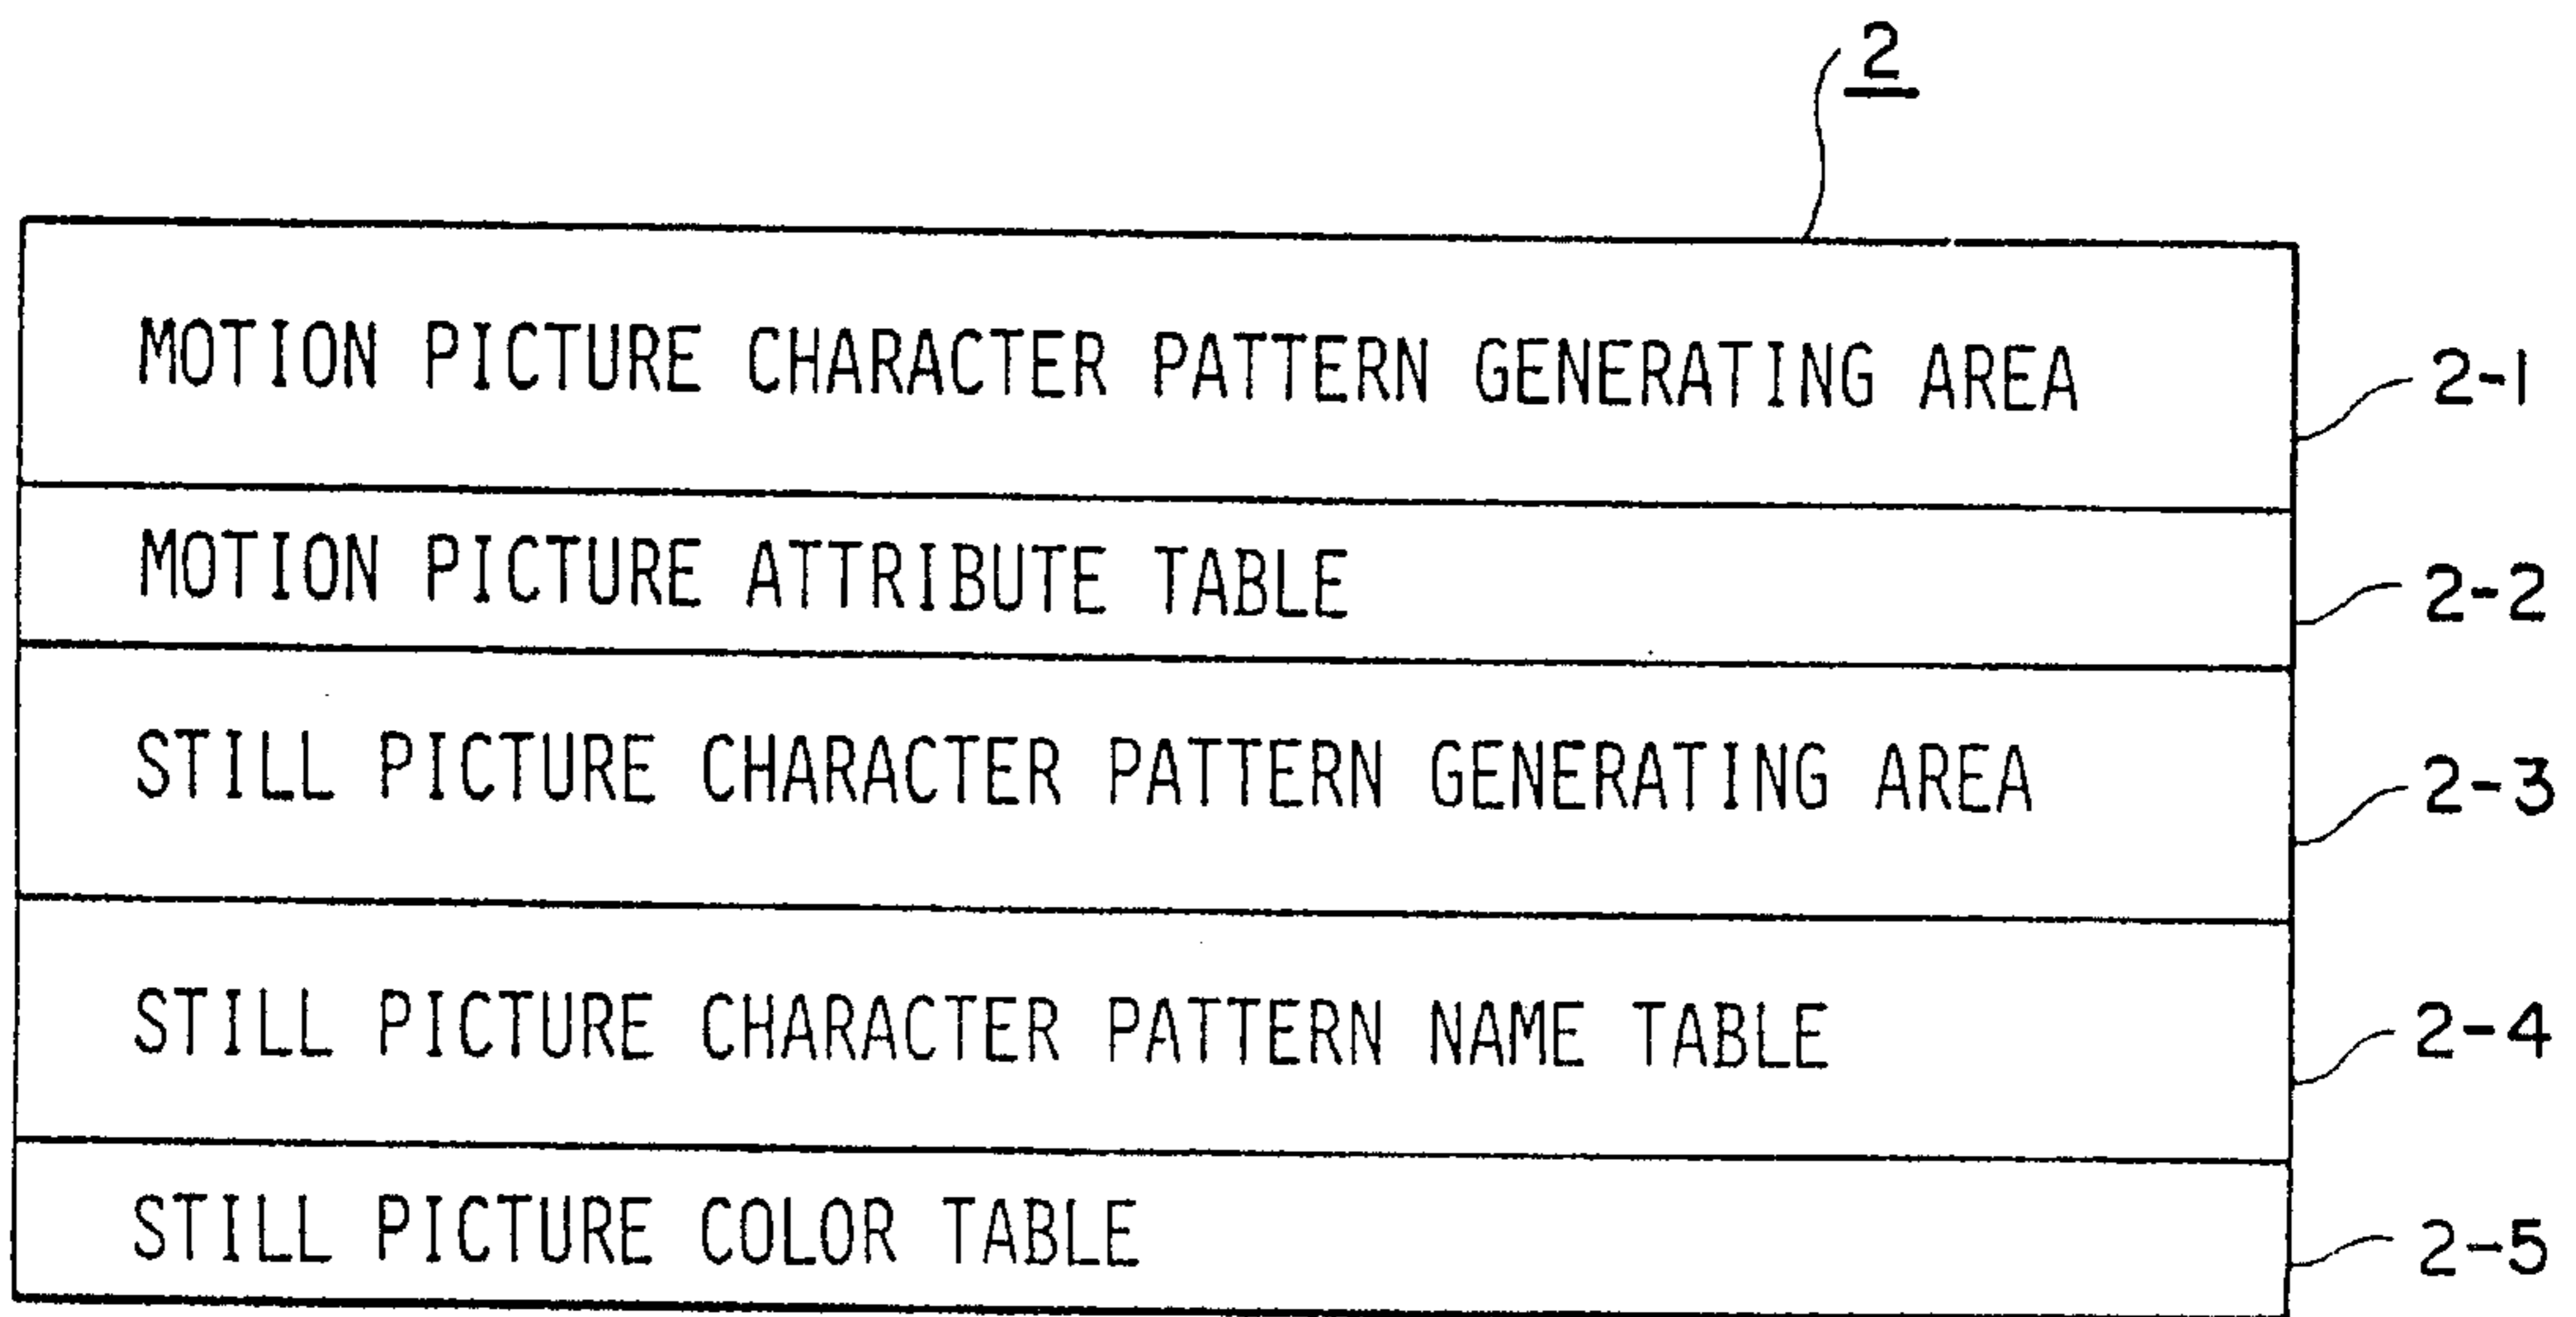 2
MOTION PICTURE CHARACTER PATTERN GENERATING AREA 2-1
MOTION PICTURE ATTRIBUTE TABLE 2-2
STILL PICTURE CHARACTER PATTERN GENERATING AREA 2-3
STILL PICTURE CHARACTER PATTERN NAME TABLE 2-4
STILL PICTURE COLOR TABLE 2-5